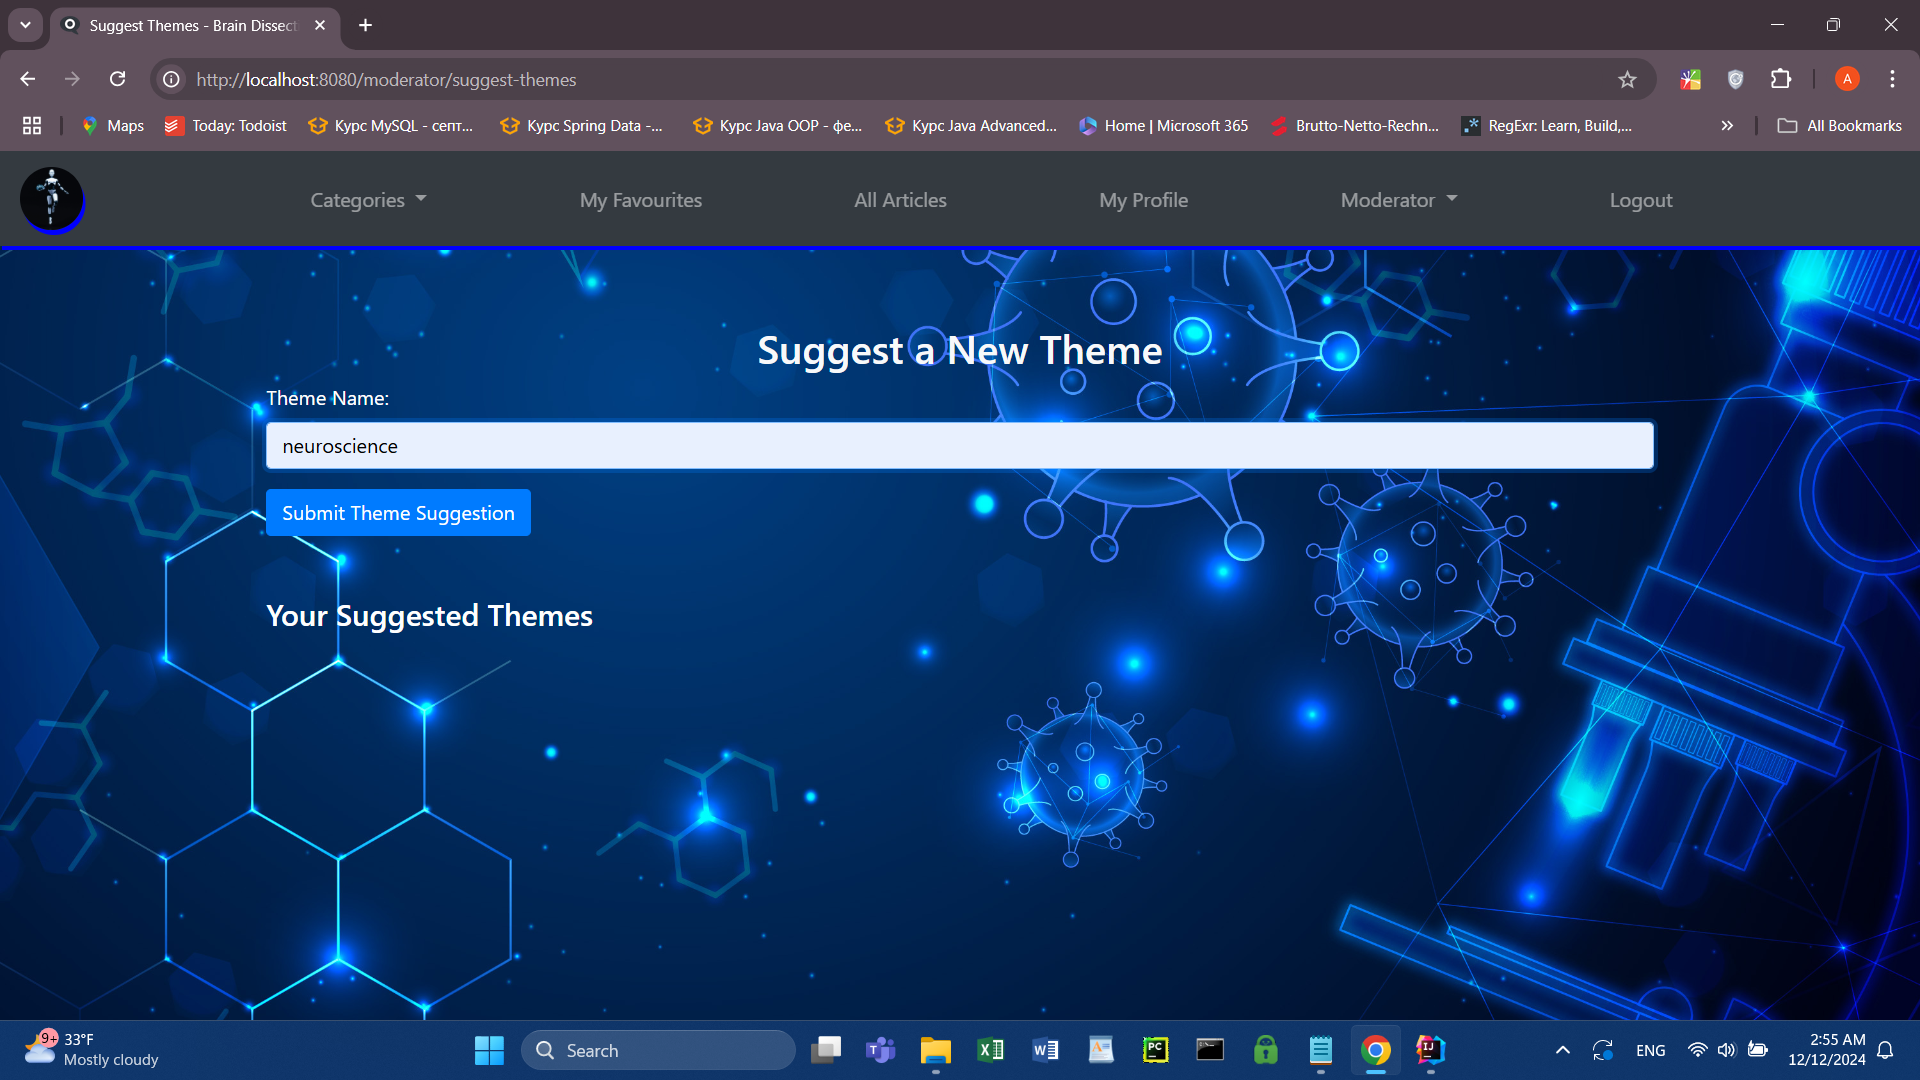 Suggest Themes - Brain Dissect
http://localhost:8080/moderator/suggest-themes
A
Maps
Today: Todoist
Курс MySQL - септ...
Курс Spring Data -...
Курс Java OOP - фе...
Курс Java Advanced...
Home | Microsoft 365
Brutto-Netto-Rechn...
RegExr: Learn, Build,...
All Bookmarks
Categories
My Favourites
All Articles
My Profile
Moderator
Logout
Suggest a New Theme
Theme Name:
neuroscience
Submit Theme Suggestion
Your Suggested Themes
9+
33°F
Mostly cloudy
Search
PC
IJ
ENG
2:55 AM
12/12/2024